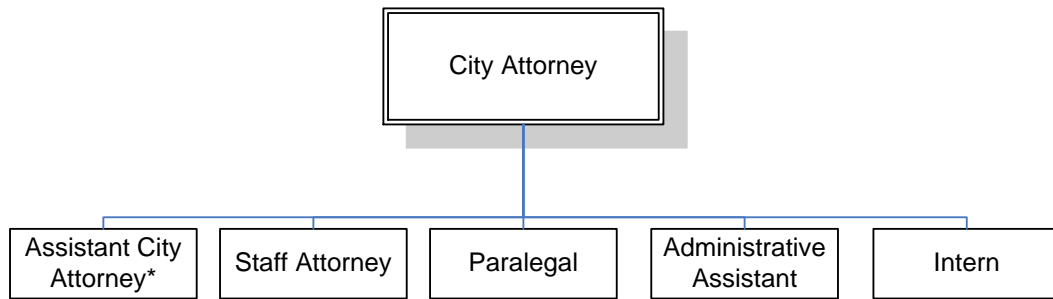 City Attorney
Assistant City
Attorney*
Staff Attorney
Paralegal
Administrative
Assistant
Intern